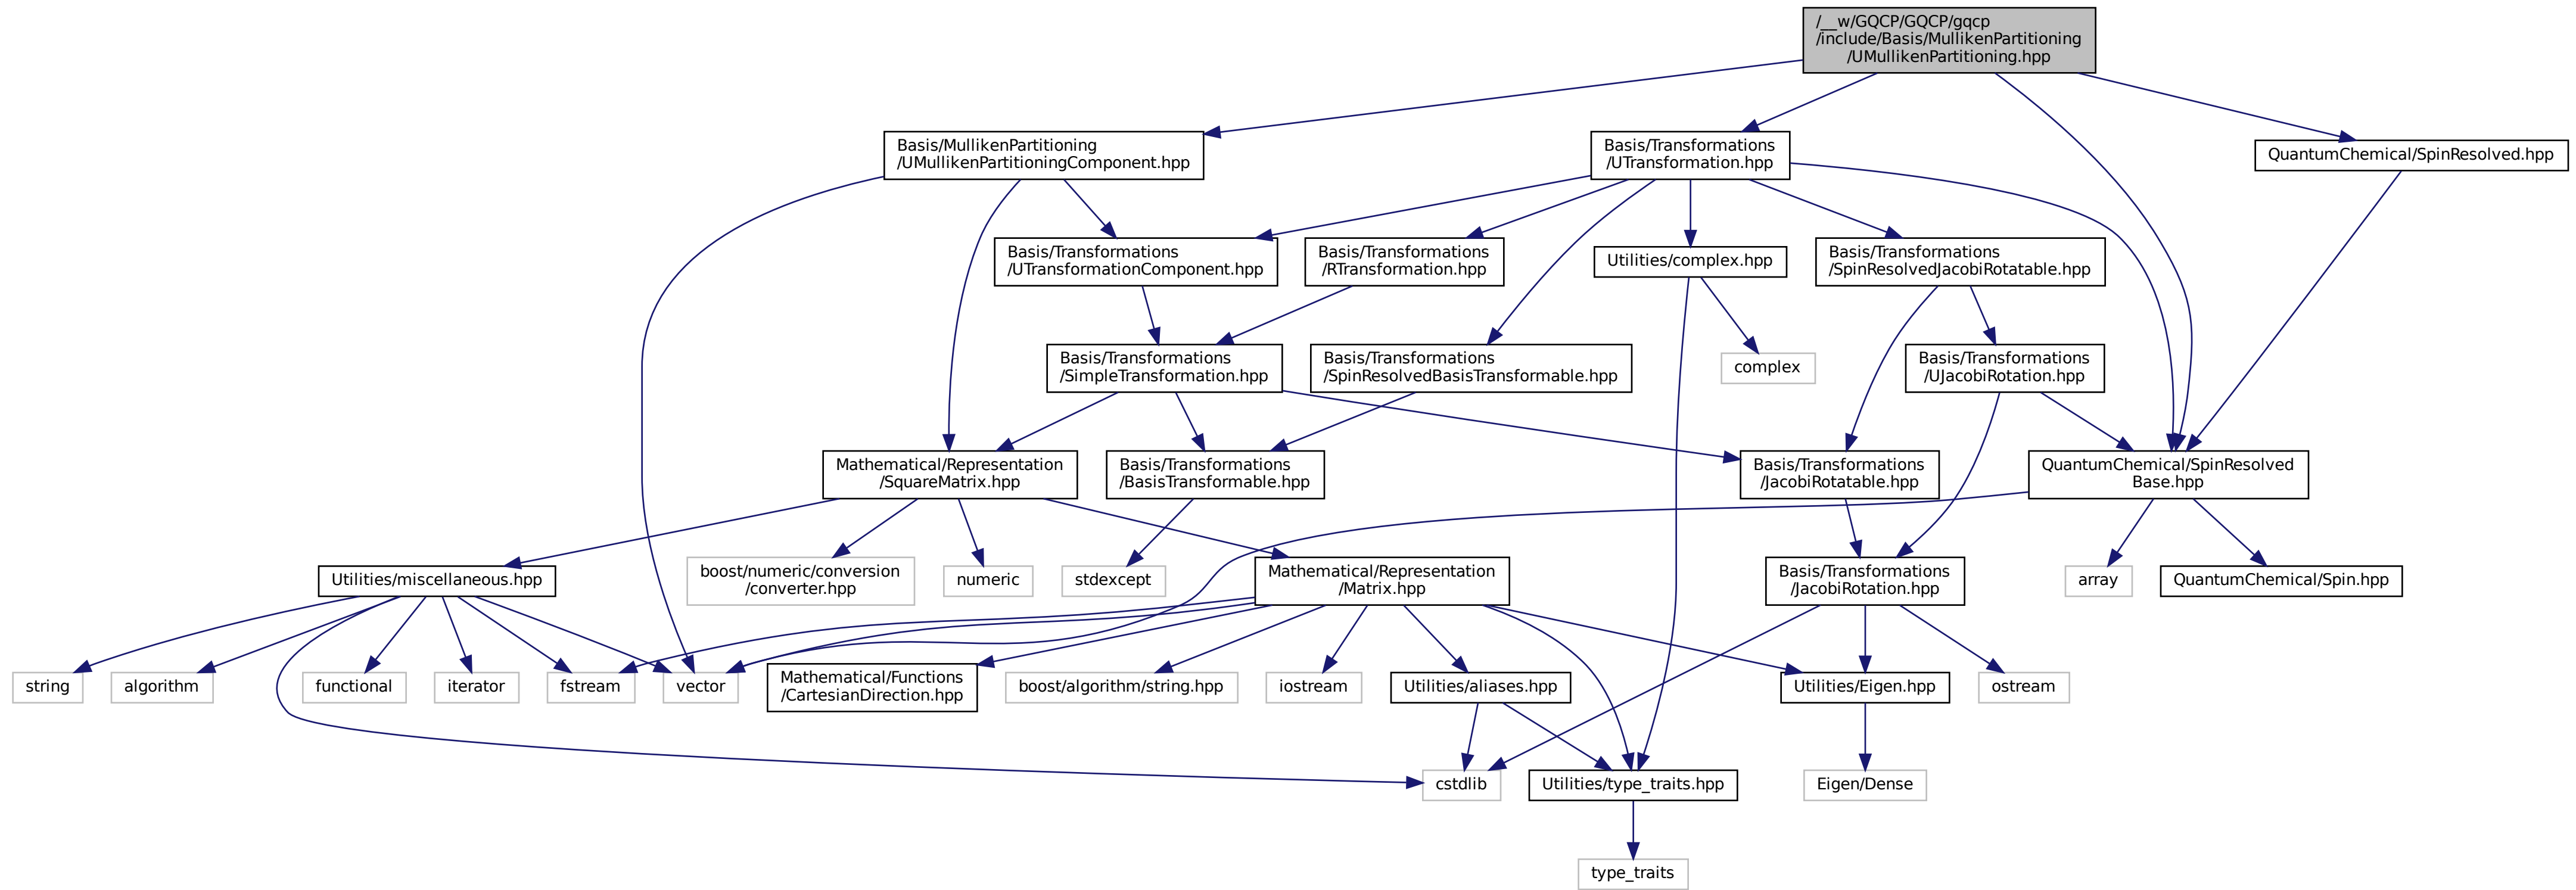 /__w/GQCP/GQCP/gqcp
/include/Basis/MullikenPartitioning
/UMullikenPartitioning.hpp
Basis/MullikenPartitioning
/UMullikenPartitioningComponent.hpp
Basis/Transformations
/UTransformation.hpp
QuantumChemical/SpinResolved.hpp
Basis/Transformations
/UTransformationComponent.hpp
Basis/Transformations
/RTransformation.hpp
Utilities/complex.hpp
Basis/Transformations
/SpinResolvedJacobiRotatable.hpp
Basis/Transformations
/SimpleTransformation.hpp
Basis/Transformations
/SpinResolvedBasisTransformable.hpp
complex
Basis/Transformations
/UJacobiRotation.hpp
Mathematical/Representation
/SquareMatrix.hpp
Basis/Transformations
/BasisTransformable.hpp
Basis/Transformations
/JacobiRotatable.hpp
QuantumChemical/SpinResolved
Base.hpp
Utilities/miscellaneous.hpp
boost/numeric/conversion
/converter.hpp
numeric
stdexcept
Mathematical/Representation
/Matrix.hpp
Basis/Transformations
/JacobiRotation.hpp
array
QuantumChemical/Spin.hpp
string
algorithm
functional
iterator
fstream
vector
Mathematical/Functions
/CartesianDirection.hpp
boost/algorithm/string.hpp
iostream
Utilities/aliases.hpp
Utilities/Eigen.hpp
ostream
cstdlib
Utilities/type_traits.hpp
Eigen/Dense
type_traits